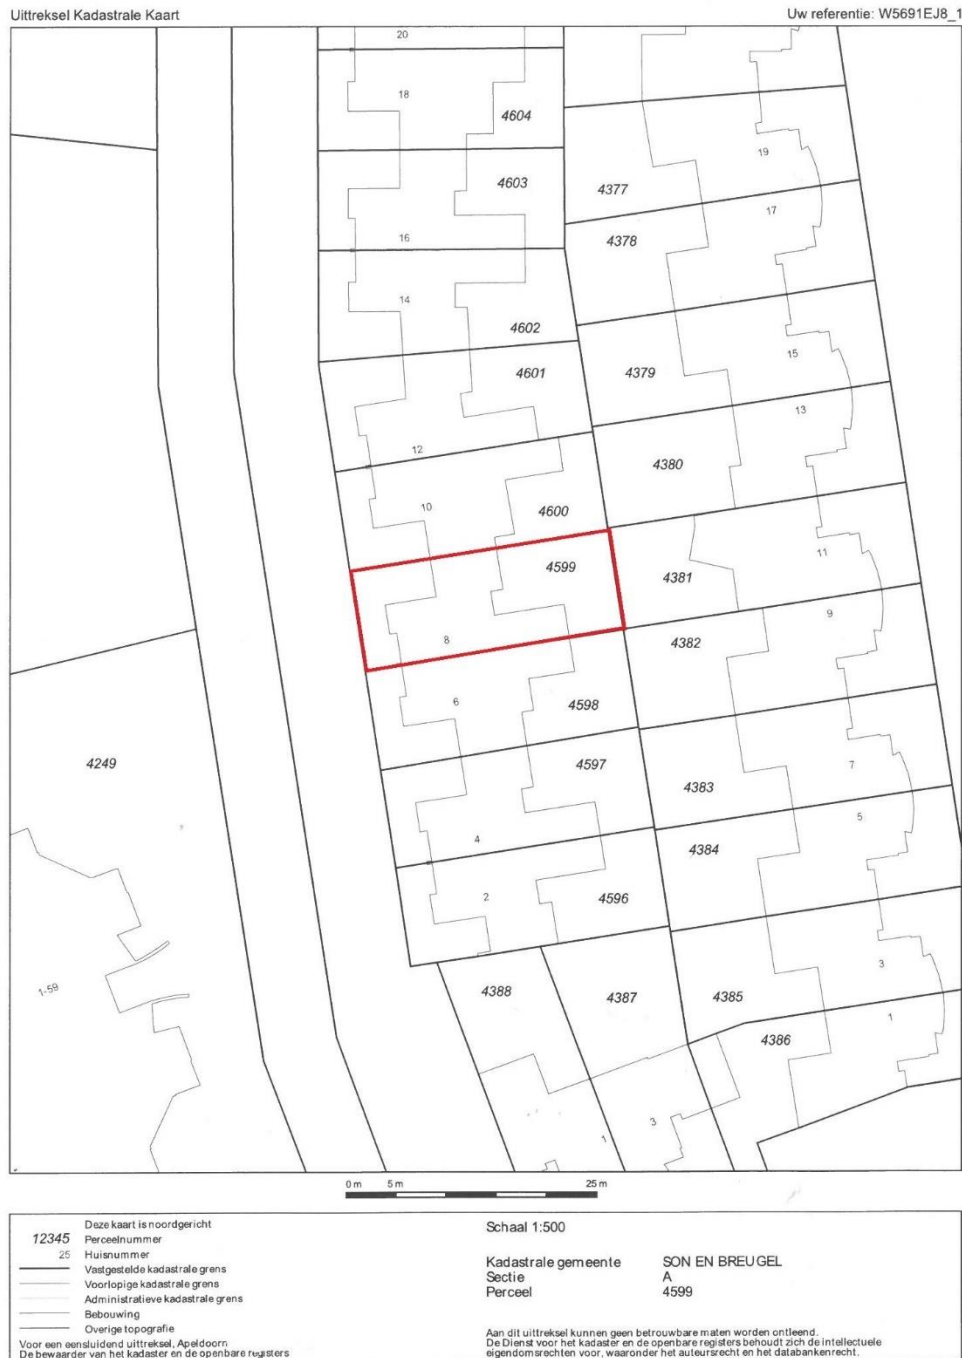 Uittreksel Kadastrale Kaart
Uw referentie: W5691EJ8_1
20
18
4604
19
4603
4377
17
16
4378
14
4602
15
4601
4379
13
12
4380
10
4600
11
4599
4381
9
8
4382
6
4598
4249
4597
7
4383
5
4
4384
2
4596
3
1-59
4388
4387
4385
1
4386
3
1
0 m 5 m 25 m
Deze kaart is noordgericht
12345 Perceelnummer
25 Huisnummer
Vastgestelde kadastrale grens
Voorlopige kadastrale grens
Administratieve kadastrale grens
Bebouwing
Overige topografie
Voor een eensluidend uittreksel, Apeldoorn
De bewaarder van het kadaster en de openbare registers
Schaal 1:500
Kadastrale gemeente SON EN BREUGEL
Sectie A
Perceel 4599
Aan dit uittreksel kunnen geen betrouwbare maten worden ontleend.
De Dienst voor het kadaster en de openbare registers behoudt zich de intellectuele
eigendomsrechten voor, waaronder het auteursrecht en het databankenrecht.